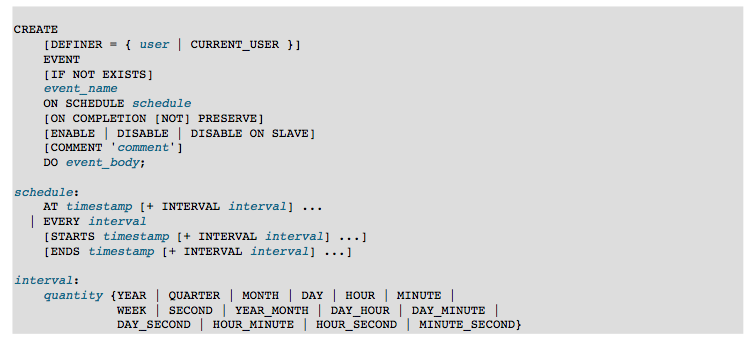 CREATE
[DEFINER = { user | CURRENT_USER }]
EVENT
[IF NOT EXISTS]
event_name
ON SCHEDULE schedule
[ON COMPLETION [NOT] PRESERVE]
[ENABLE | DISABLE | DISABLE ON SLAVE]
[COMMENT 'comment']
DO event_body;
schedule:
AT timestamp [+ INTERVAL interval] ...
| EVERY interval
[STARTS timestamp [+ INTERVAL interval] ...]
[ENDS timestamp [+ INTERVAL interval] ...]
interval:
quantity {YEAR | QUARTER | MONTH | DAY | HOUR | MINUTE |
WEEK | SECOND | YEAR_MONTH | DAY_HOUR | DAY_MINUTE |
DAY_SECOND | HOUR_MINUTE | HOUR_SECOND | MINUTE_SECOND}